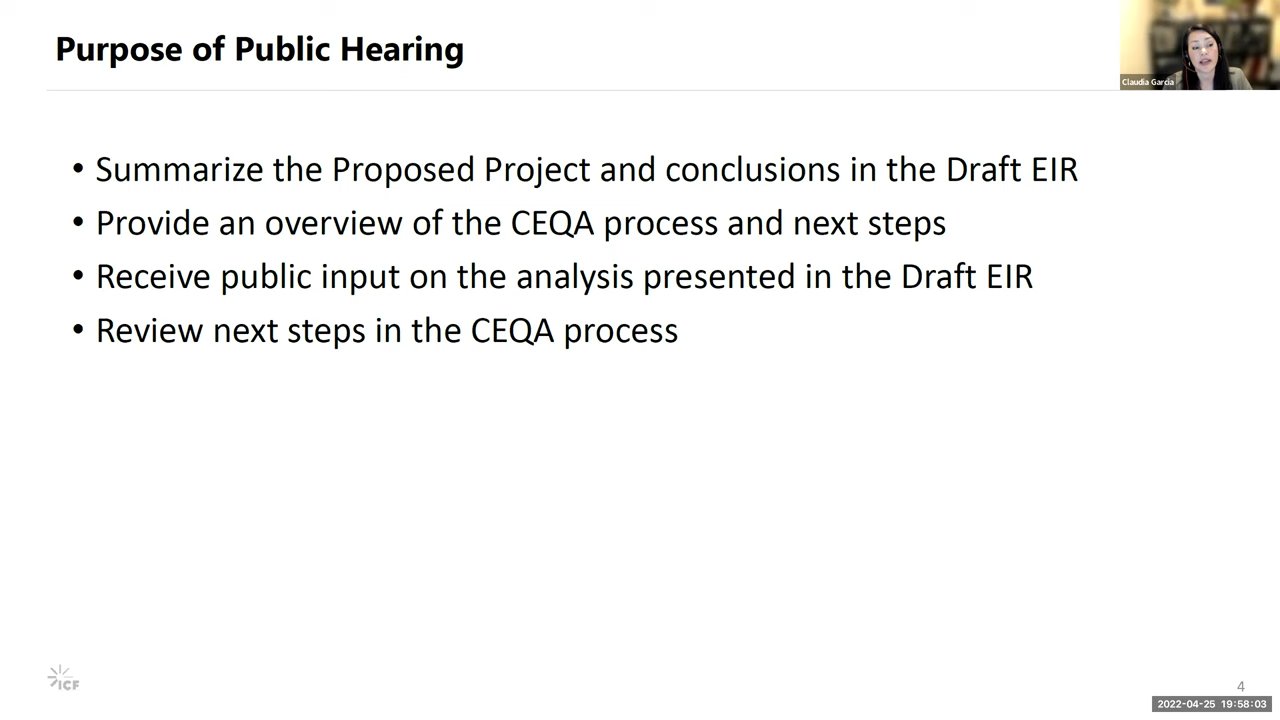 Purpose of Public Hearing
Claudia Garcia
• Summarize the Proposed Project and conclusions in the Draft EIR
• Provide an overview of the CEQA process and next steps
• Receive public input on the analysis presented in the Draft EIR
• Review next steps in the CEQA process
ICF
4
2022-04-25 19:58:03